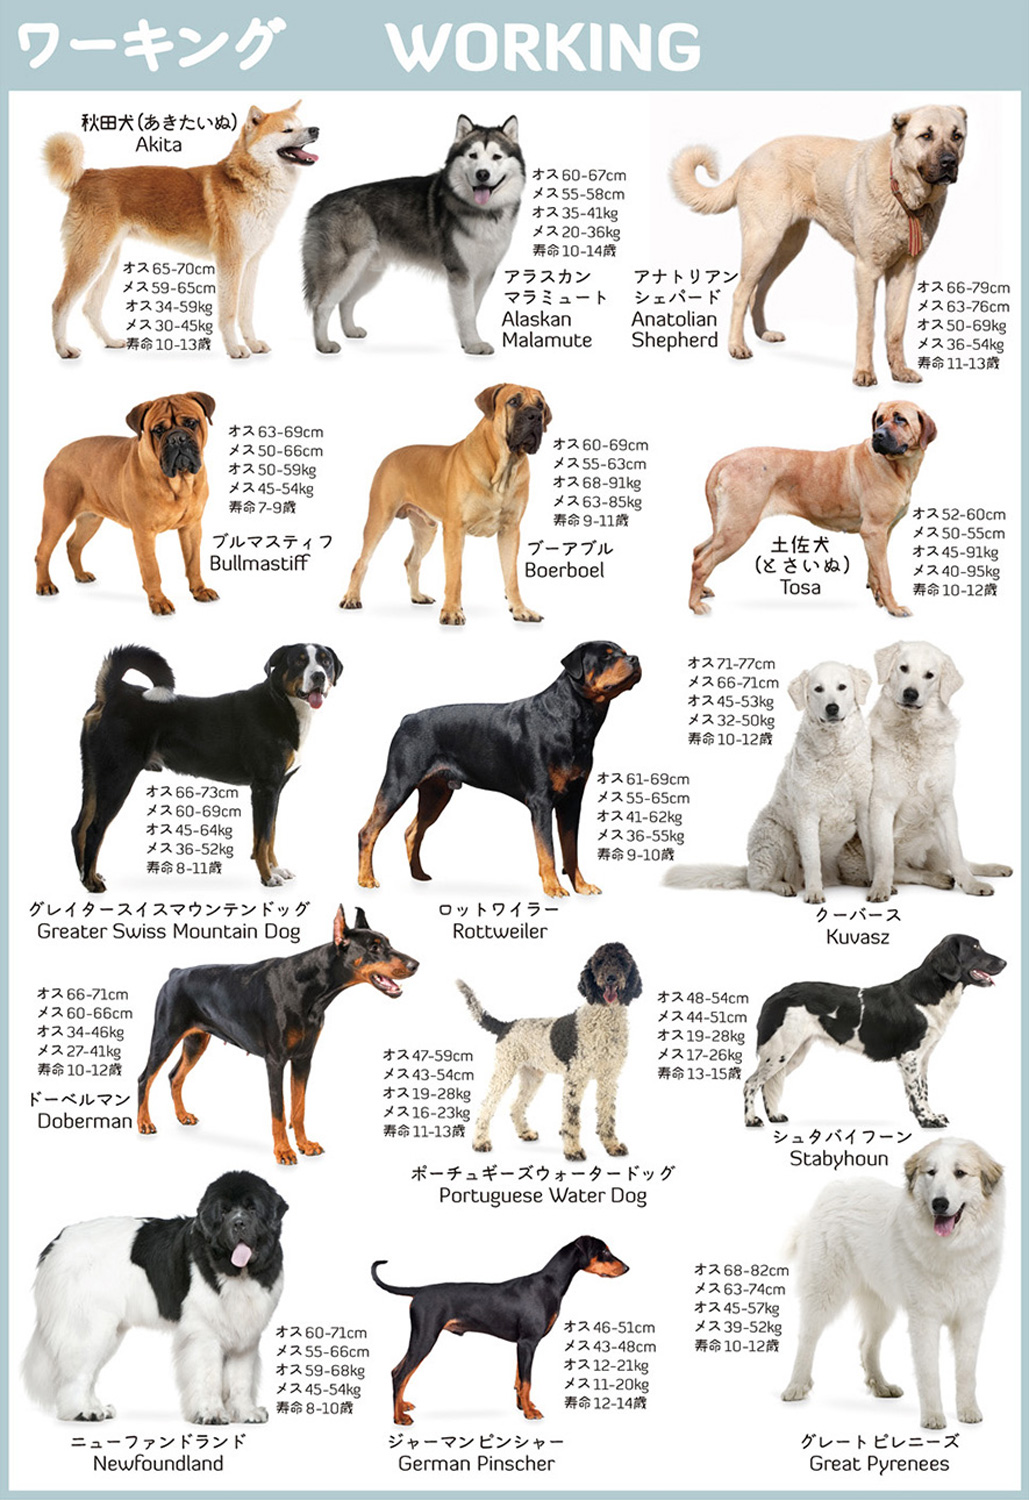 ワーキング WORKING
秋田犬(あきたいぬ)
Akita
オス65-70cm
メス59-65cm
オス34-59kg
メス30-45kg
寿命10-13歳
オス60-67cm
メス55-58cm
オス35-41kg
メス20-36kg
寿命10-14歳
アラスカン
マラミュート
Alaskan
Malamute
アナトリアン
シェパード
Anatolian
Shepherd
オス66-79cm
メス63-76cm
オス50-69kg
メス36-54kg
寿命11-13歳
オス63-69cm
メス50-66cm
オス50-59kg
メス45-54kg
寿命7-9歳
ブルマスティフ
Bullmastiff
オス60-69cm
メス55-63cm
オス68-91kg
メス63-85kg
寿命9-11歳
ブーアブル
Boerboel
土佐犬
(とさいぬ)
Tosa
オス52-60cm
メス50-55cm
オス45-91kg
メス40-95kg
寿命10-12歳
オス66-73cm
メス60-69cm
オス45-64kg
メス36-52kg
寿命8-11歳
グレイタースイスマウンテンドッグ
Greater Swiss Mountain Dog
オス61-69cm
メス55-65cm
オス41-62kg
メス36-55kg
寿命9-10歳
ロットワイラー
Rottweiler
オス71-77cm
メス66-71cm
オス45-53kg
メス32-50kg
寿命10-12歳
クーバース
Kuvasz
オス66-71cm
メス60-66cm
オス34-46kg
メス27-41kg
寿命10-12歳
ドーベルマン
Doberman
オス47-59cm
メス43-54cm
オス19-28kg
メス16-23kg
寿命11-13歳
ポーチュギーズウォータードッグ
Portuguese Water Dog
オス48-54cm
メス44-51cm
オス19-28kg
メス17-26kg
寿命13-15歳
シュタバイフーン
Stabyhoun
オス60-71cm
メス55-66cm
オス59-68kg
メス45-54kg
寿命8-10歳
ニューファンドランド
Newfoundland
オス46-51cm
メス43-48cm
オス12-21kg
メス11-20kg
寿命12-14歳
ジャーマンピンシャー
German Pinscher
オス68-82cm
メス63-74cm
オス45-57kg
メス39-52kg
寿命10-12歳
グレートピレニーズ
Great Pyrenees